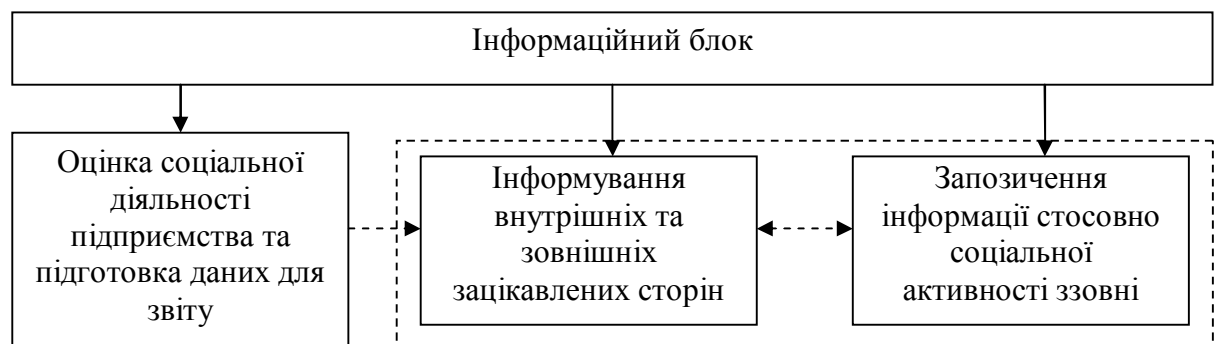 Інформаційний блок
Оцінка соціальної
діяльності
підприємства та
підготовка даних для
звіту
Інформування
внутрішніх та
зовнішніх
зацікавлених сторін
Запозичення
інформації стосовно
соціальної
активності ззовні